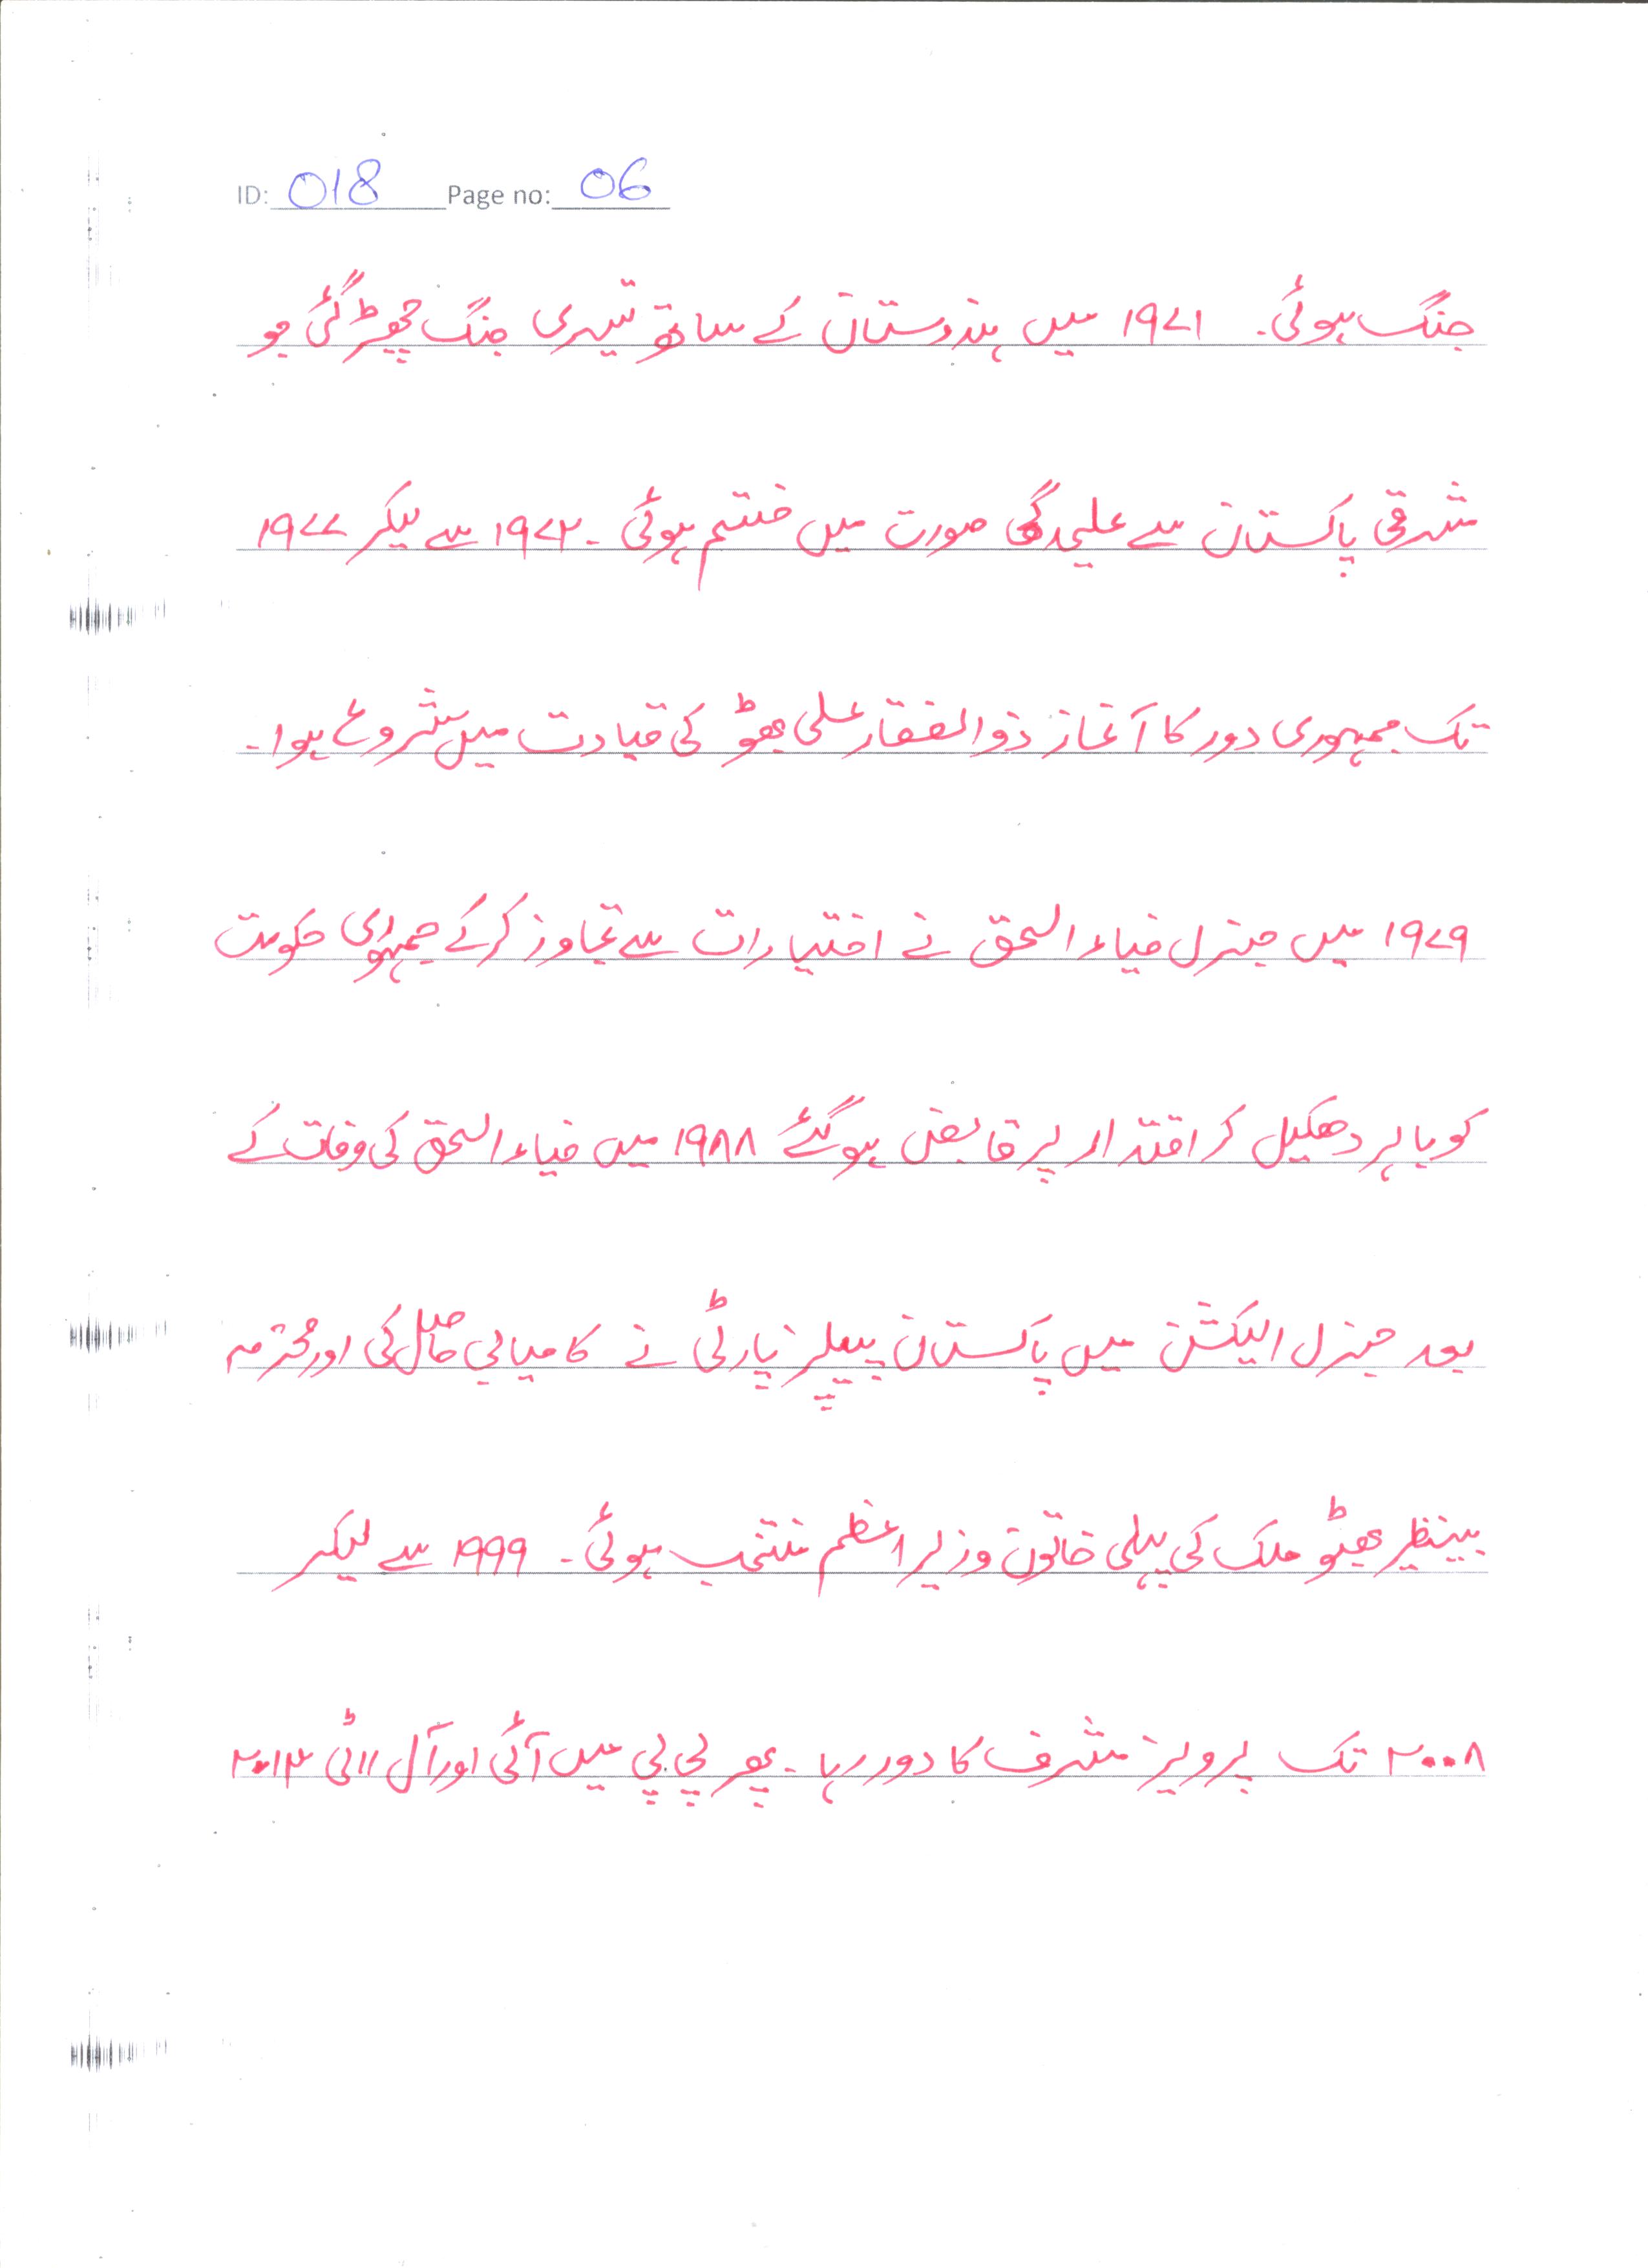 ID: 018 Page no: 06
جنگ ہوئی۔ ۱۹۷۱ میں ہندوستان کے ساتھ تیسری جنگ چھڑ گئی جو
مشرقی پاکستان سے علیحدگی صورت میں ختم ہوئی۔ ۱۹۷۲ سے لیکر ۱۹۷۷
تک جمہوری دور کا آغاز ذوالفقار علی بھٹو کی قیادت میں شروع ہوا۔
۱۹۷۹ میں جنرل ضیاء الحق نے اختیارات سے تجاوز کرکے جمہوری حکومت
کو باہر دھکیل کر اقتدار پر قابض ہوگئے ۱۹۸۸ میں ضیاء الحق کی وفات کے
بعد جنرل الیکشن میں پاکستان پیپلز پارٹی نے کامیابی حاصل کی اور محترمہ
بینظیر بھٹو ملک کی پہلی خاتون وزیر اعظم منتخب ہوئی۔ ۱۹۹۹ سے لیکر
۲۰۰۸ تک پرویز مشرف کا دور رہا۔ پھر پی پی میں آئی اور آل ۲۰۱۳